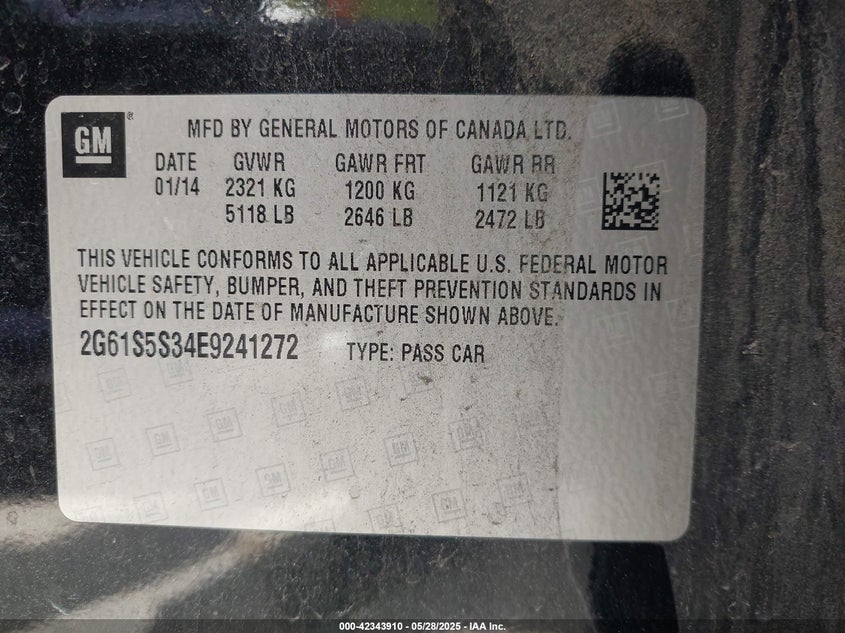 GM ®
MFD BY GENERAL MOTORS OF CANADA LTD.
DATE GVWR GAWR FRT GAWR RR
01/14 2321 KG 1200 KG 1121 KG
5118 LB 2646 LB 2472 LB
THIS VEHICLE CONFORMS TO ALL APPLICABLE U.S. FEDERAL MOTOR
VEHICLE SAFETY, BUMPER, AND THEFT PREVENTION STANDARDS IN
EFFECT ON THE DATE OF MANUFACTURE SHOWN ABOVE.
2G61S5S34E9241272 TYPE: PASS CAR
000-42343910 | 05/28/2025 - IAA Inc.